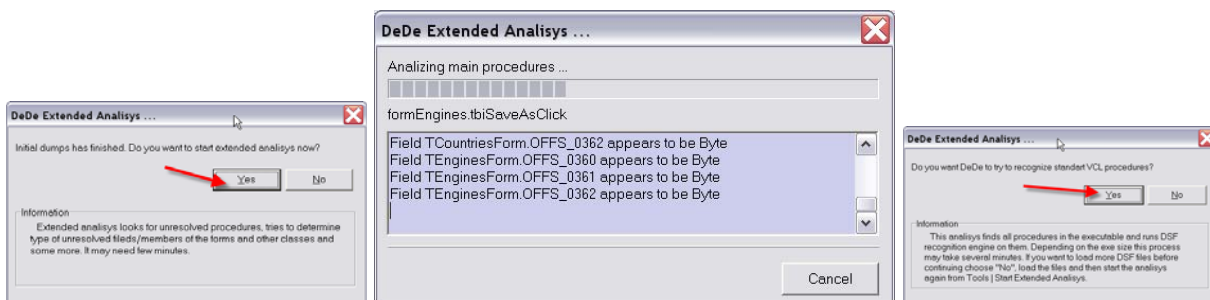 DeDe Extended Analisys ...
Initial dumps has finished. Do you want to start extended analisys now?
Yes
No
Information
Extended analisys looks for unresolved procedures, tries to determine
type of unresolved fileds/members of the forms and other classes and
some more. It may need few minutes.
DeDe Extended Analisys ...
Analizing main procedures ...
formEngines.tbiSaveAsClick
Field TCountriesForm.OFFS_0362 appears to be Byte
Field TEnginesForm.OFFS_0360 appears to be Byte
Field TEnginesForm.OFFS_0361 appears to be Byte
Field TEnginesForm.OFFS_0362 appears to be Byte
Cancel
DeDe Extended Analisys ...
Do you want DeDe to try to recognize standart VCL procedures?
Yes
No
Information
This analisys finds all procedures in the executable and runs DSF
recognition engine on them. Depending on the exe size this process
may take several minutes. If you want to load more DSF files before
continuing choose "No", load the files and then start the analisys
again from Tools | Start Extended Analisys.